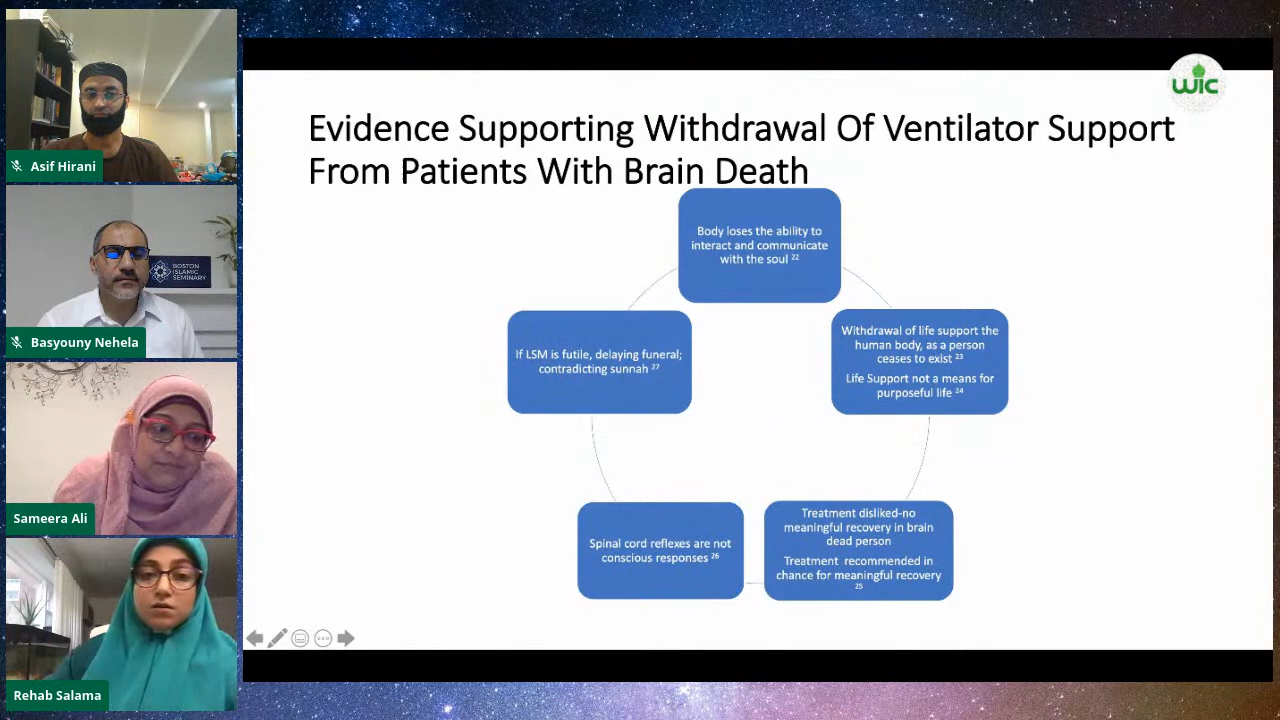 Asif Hirani
BOSTON
ISLAMIC
SEMINARY
Basyouny Nehela
Sameera Ali
Rehab Salama
WIC
Evidence Supporting Withdrawal Of Ventilator Support
From Patients With Brain Death
Body loses the ability to
interact and communicate
with the soul 22
Withdrawal of life support the
human body, as a person
ceases to exist 23
Life Support not a means for
purposeful life 24
Treatment disliked-no
meaningful recovery in brain
dead person
Treatment recommended in
chance for meaningful recovery
25
Spinal cord reflexes are not
conscious responses 26
If LSM is futile, delaying funeral;
contradicting sunnah 27